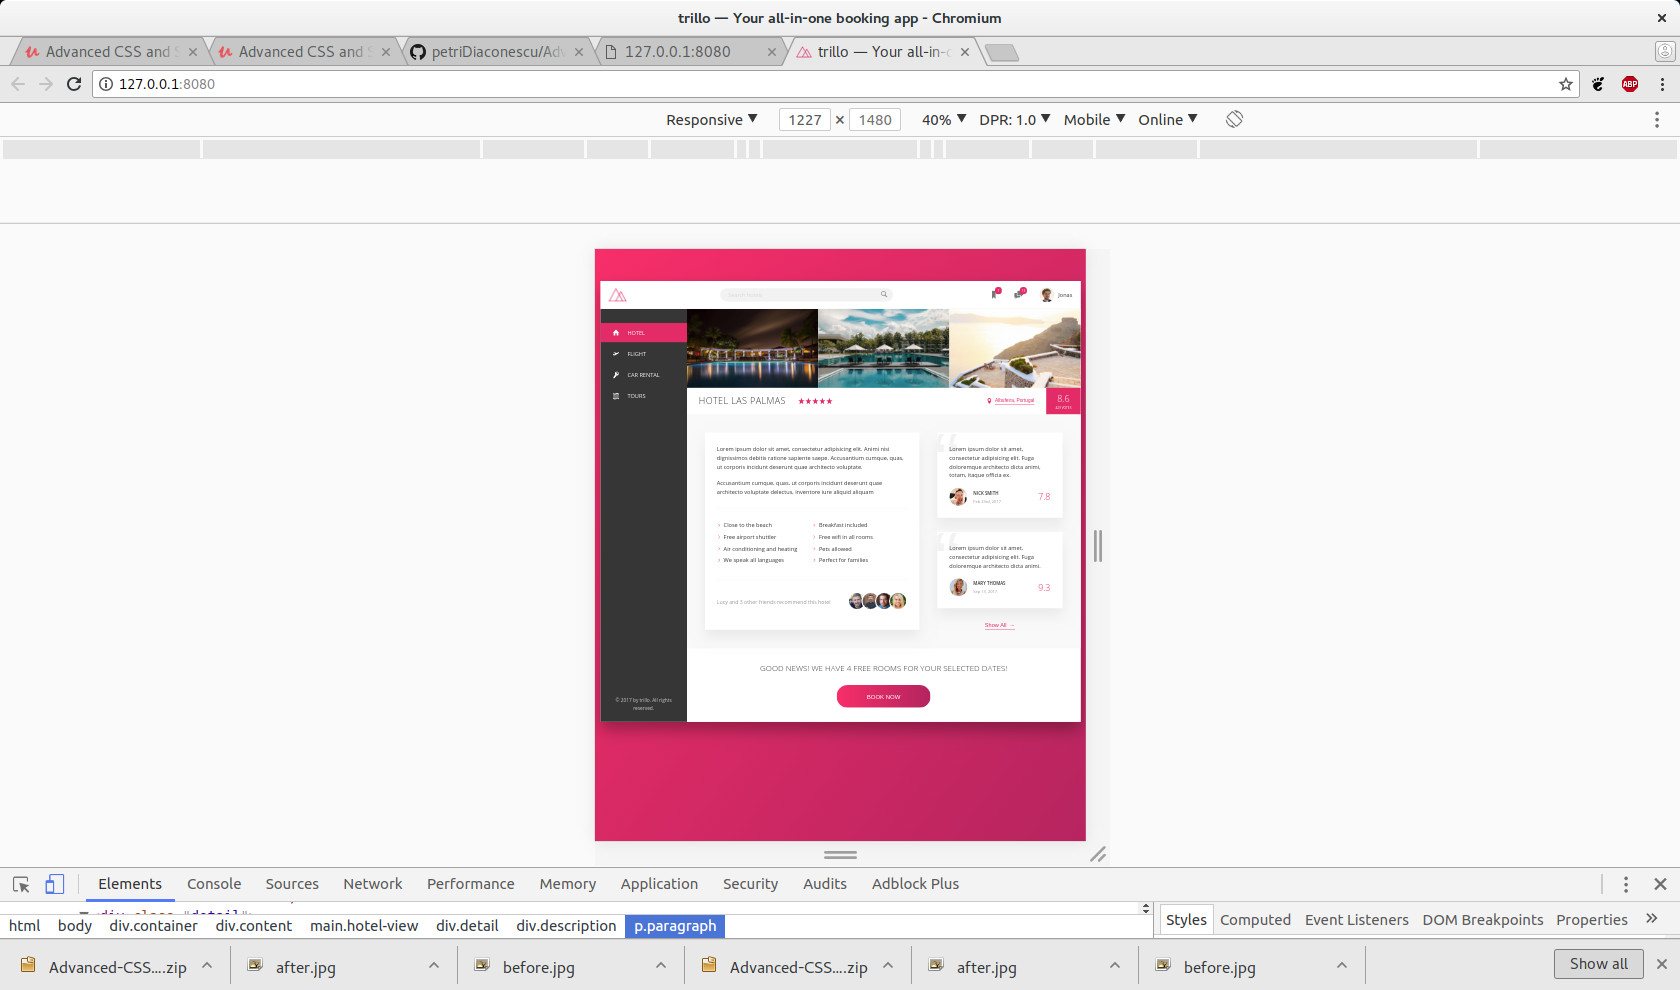 trillo — Your all-in-one booking app - Chromium
Advanced CSS and S
Advanced CSS and S
petriDiaconescu/Adv
127.0.0.1:8080
trillo — Your all-in-o
127.0.0.1:8080
ABP
Responsive ▼ 1227 × 1480 40% ▼ DPR: 1.0 ▼ Mobile ▼ Online ▼
Jonas
HOTEL
FLIGHT
CAR RENTAL
TOURS
HOTEL LAS PALMAS ★★★★★
Albufeira, Portugal
8.6
Lorem ipsum dolor sit amet, consectetur adipisicing elit. Animi nisi
dignissimos debitis ratione sapiente saepe. Accusantium cumque, quas,
ut corporis incidunt deserunt quae architecto voluptate.
Accusantium cumque, quas, ut corporis incidunt deserunt quae
architecto voluptate delectus, inventore iure aliquid aliquam
Close to the beach
Breakfast included
Free airport shuttler
Free wifi in all rooms
Air conditioning and heating
Pets allowed
We speak all languages
Perfect for families
Lucy and 3 other friends recommend this hotel
Lorem ipsum dolor sit amet,
consectetur adipisicing elit. Fuga
doloremque architecto dicta animi,
totam, itaque officia ex.
NICK SMITH
Feb 23rd, 2017
7.8
Lorem ipsum dolor sit amet,
consectetur adipisicing elit. Fuga
doloremque architecto dicta animi.
MARY THOMAS
Sep 13, 2017
9.3
Show All →
GOOD NEWS! WE HAVE 4 FREE ROOMS FOR YOUR SELECTED DATES!
BOOK NOW
© 2017 by trillo. All rights
reserved.
Elements Console Sources Network Performance Memory Application Security Audits Adblock Plus
html body div.container div.content main.hotel-view div.detail div.description p.paragraph
Styles Computed Event Listeners DOM Breakpoints Properties »
Advanced-CSS....zip
after.jpg
before.jpg
Advanced-CSS....zip
after.jpg
before.jpg
Show all